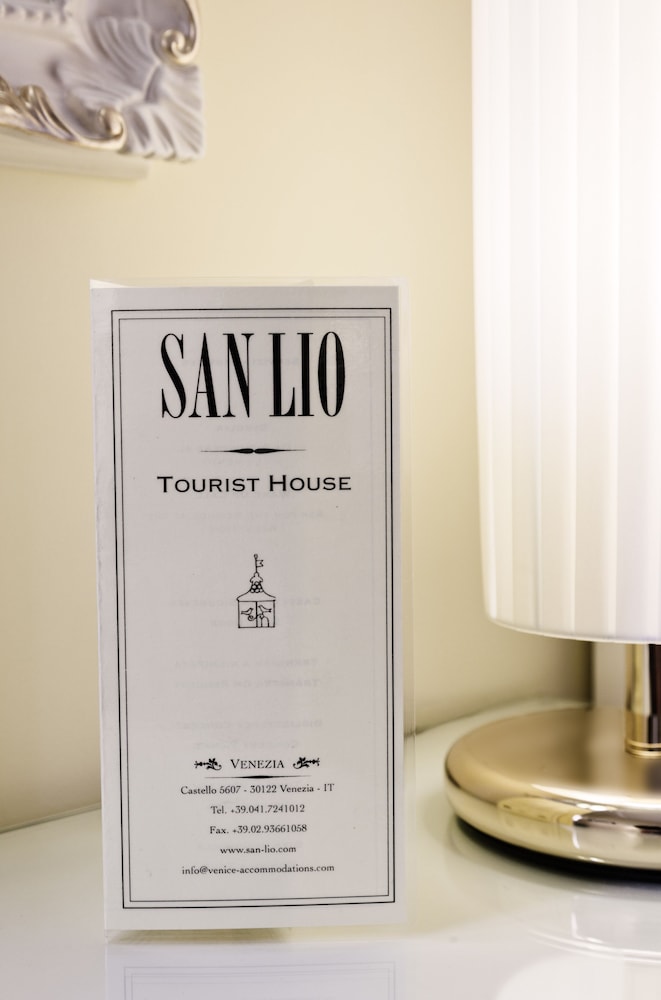 SAN LIO
TOURIST HOUSE
VENEZIA
Castello 5607 - 30122 Venezia - IT
Tel. +39.041.7241012
Fax. +39.02.93661058
www.san-lio.com
info@venice-accommodations.com